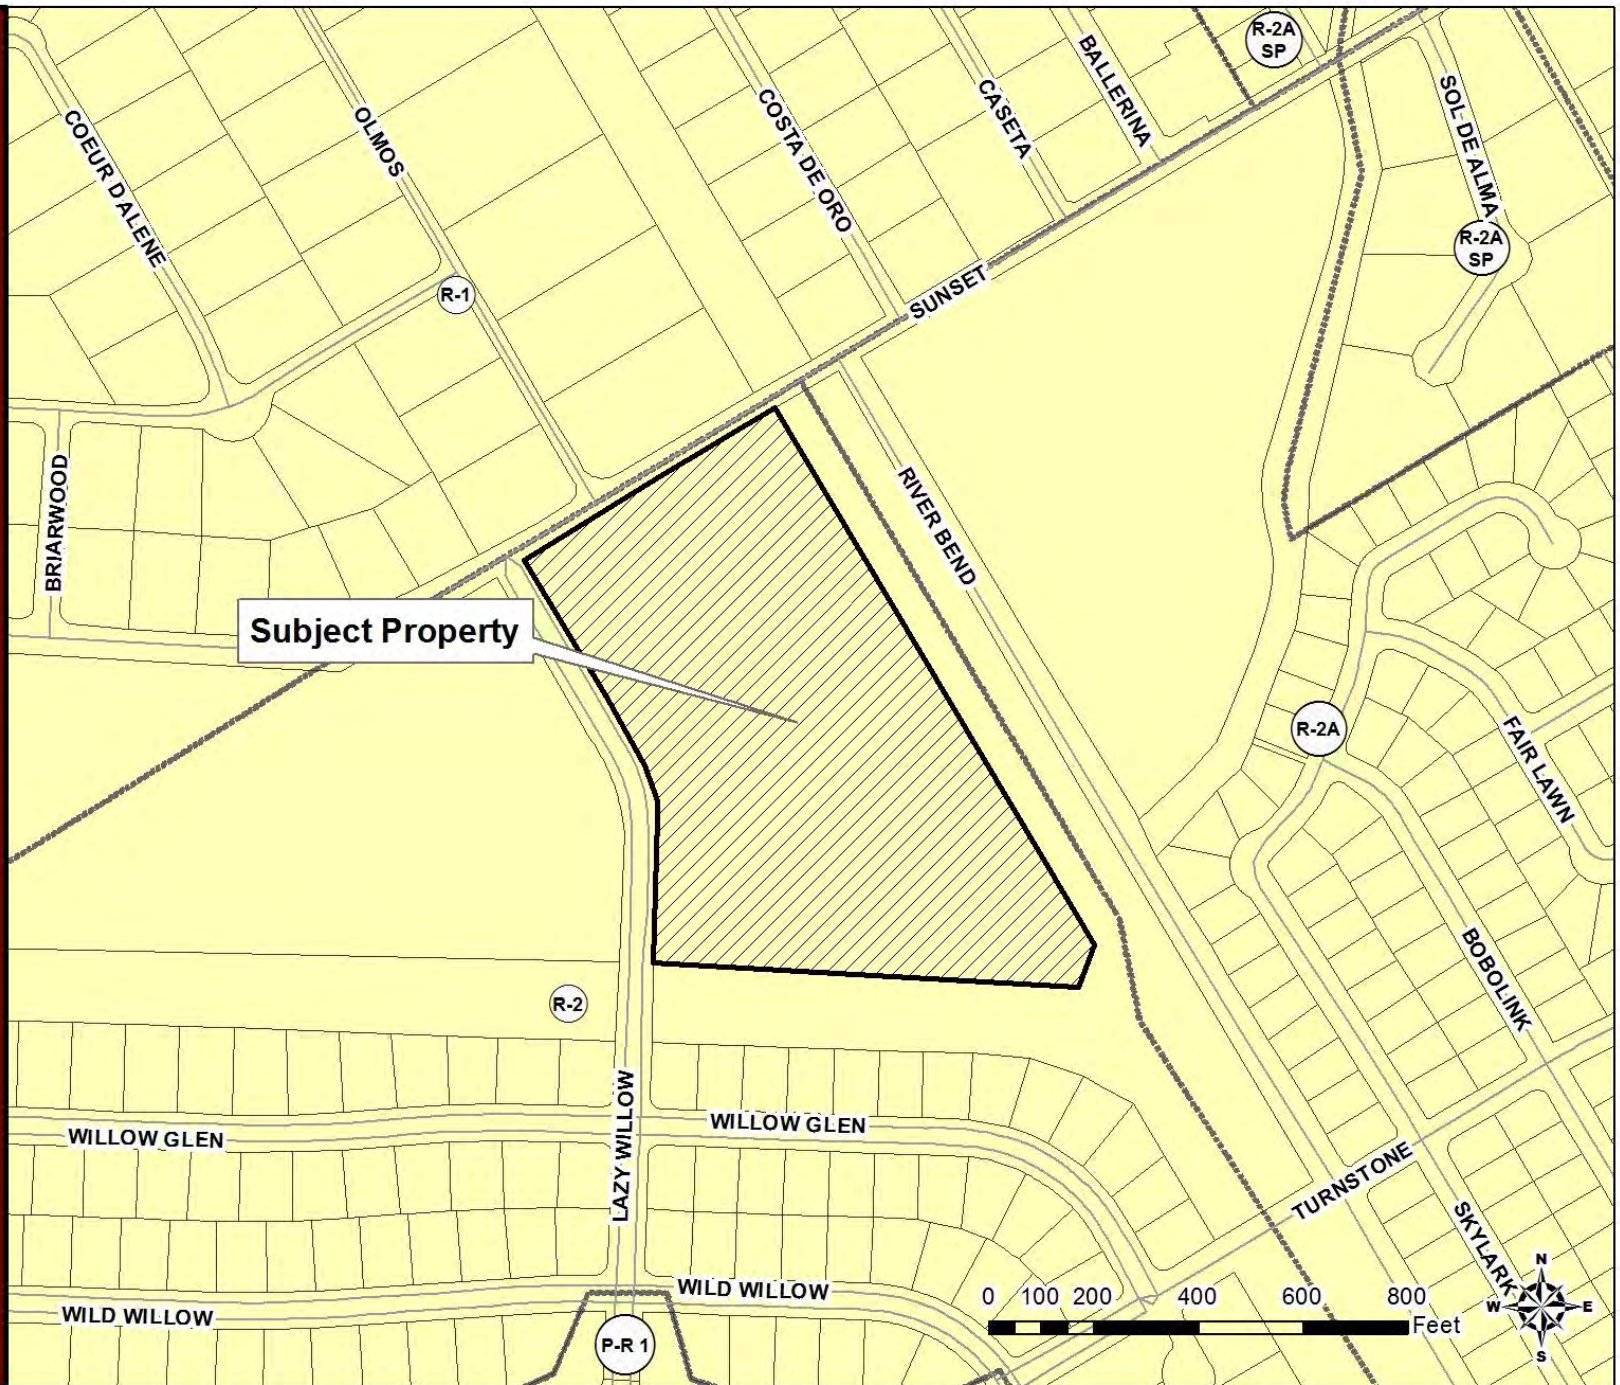 R-2A
SP
BALLERINA
COEUR D ALENE
OLMOS
COSTA DE ORO
CASETA
SOL DE ALMA
R-2A
SP
R-1
SUNSET
BRIARWOOD
RIVER BEND
Subject Property
R-2A
FAIR LAWN
BOBOLINK
R-2
LAZY WILLOW
WILLOW GLEN
WILLOW GLEN
TURNSTONE
SKYLARK
WILD WILLOW
WILD WILLOW
P-R 1
0 100 200 400 600 800
Feet
N
W E
S